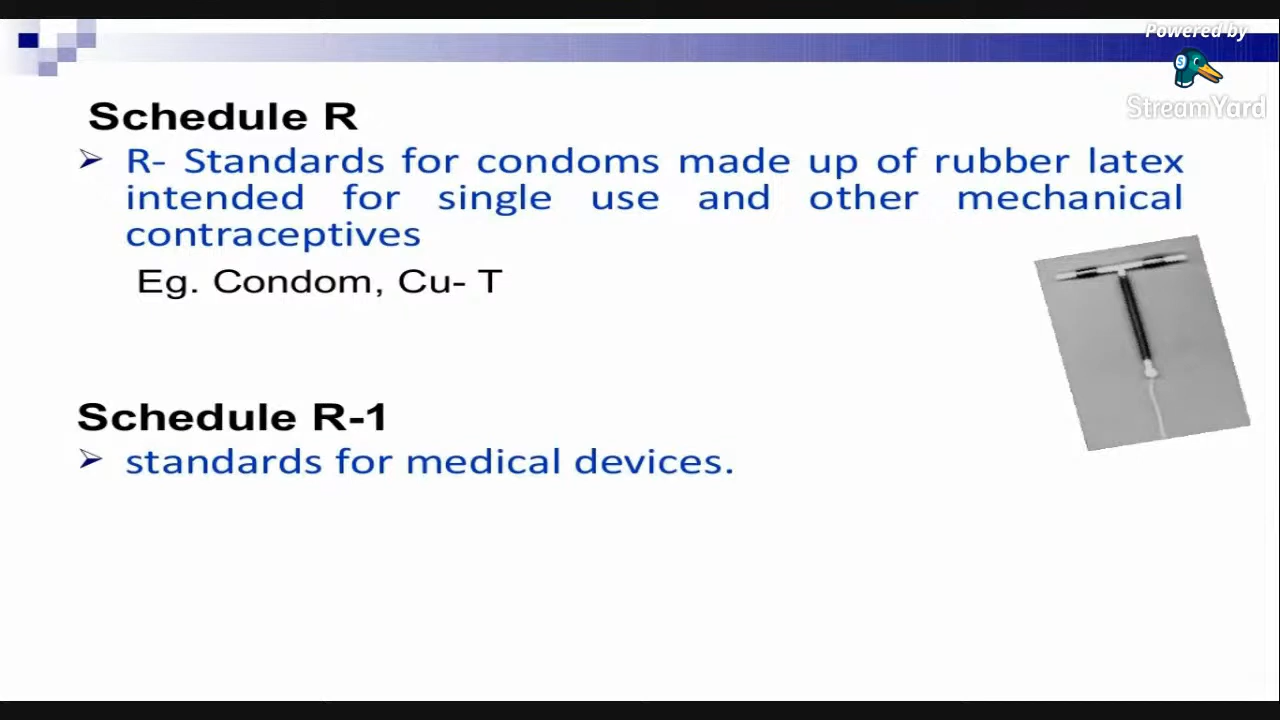 Powered by
StreamYard
Schedule R
R- Standards for condoms made up of rubber latex
intended for single use and other mechanical
contraceptives
Eg. Condom, Cu- T
Schedule R-1
standards for medical devices.